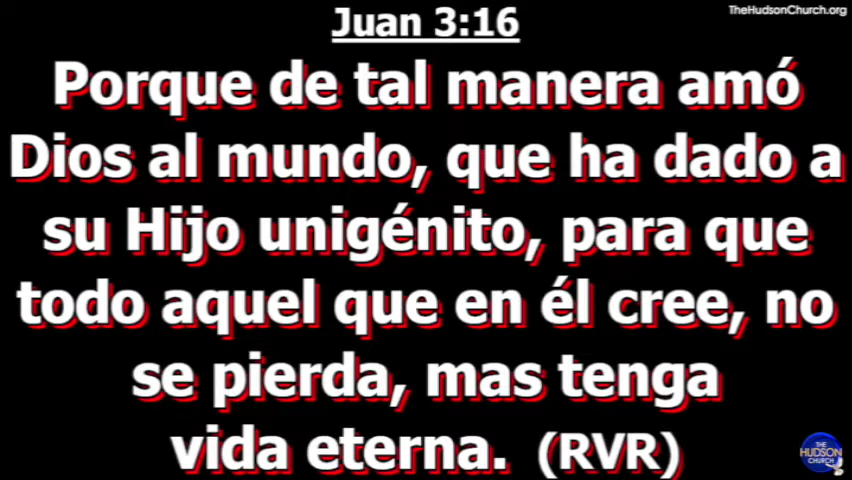 TheHudsonChurch.org
Juan 3:16
Porque de tal manera amó
Dios al mundo, que ha dado a
su Hijo unigénito, para que
todo aquel que en él cree, no
se pierda, mas tenga
vida eterna. (RVR)
THE
HUDSON
CHURCH